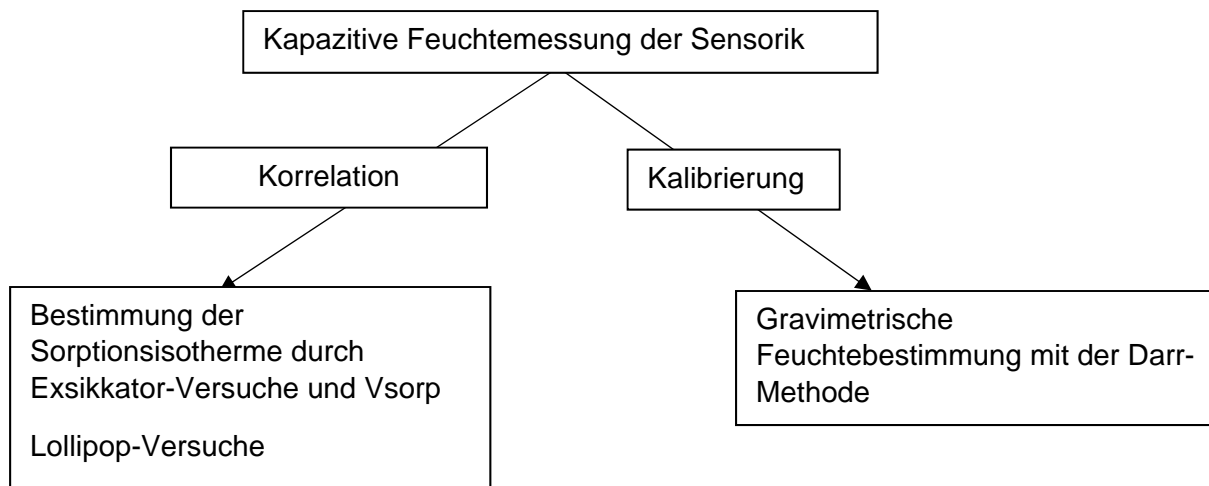 Kapazitive Feuchtemessung der Sensorik
Korrelation
Kalibrierung
Bestimmung der
Sorptionsisotherme durch
Exsikkator-Versuche und Vsorp
Lollipop-Versuche
Gravimetrische
Feuchtebestimmung mit der Darr-
Methode